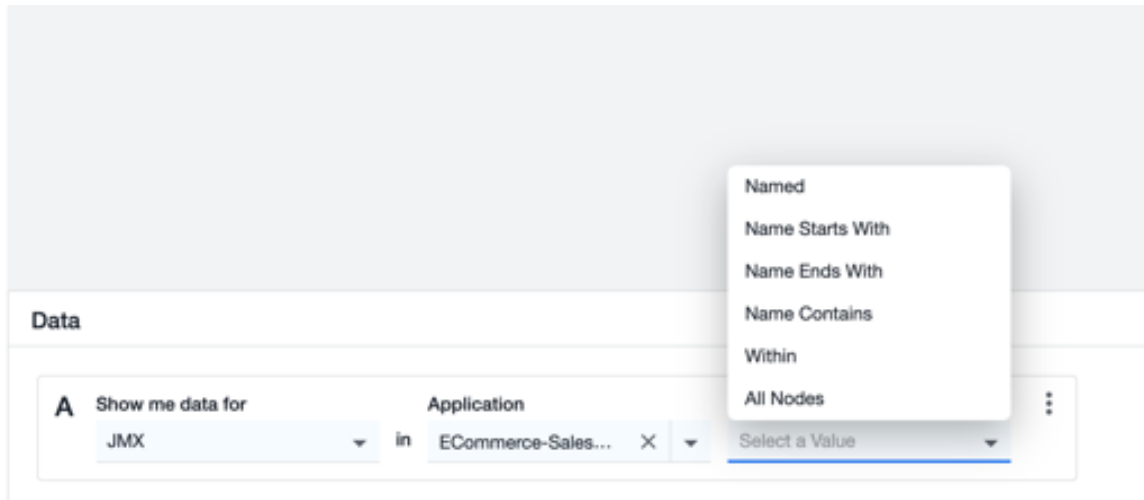 Named
Name Starts With
Name Ends With
Name Contains
Within
All Nodes
Data
A Show me data for Application
JMX in ECommerce-Sales... Select a Value